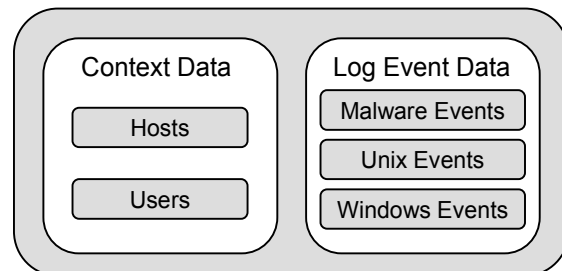 Context Data
Hosts
Users
Log Event Data
Malware Events
Unix Events
Windows Events